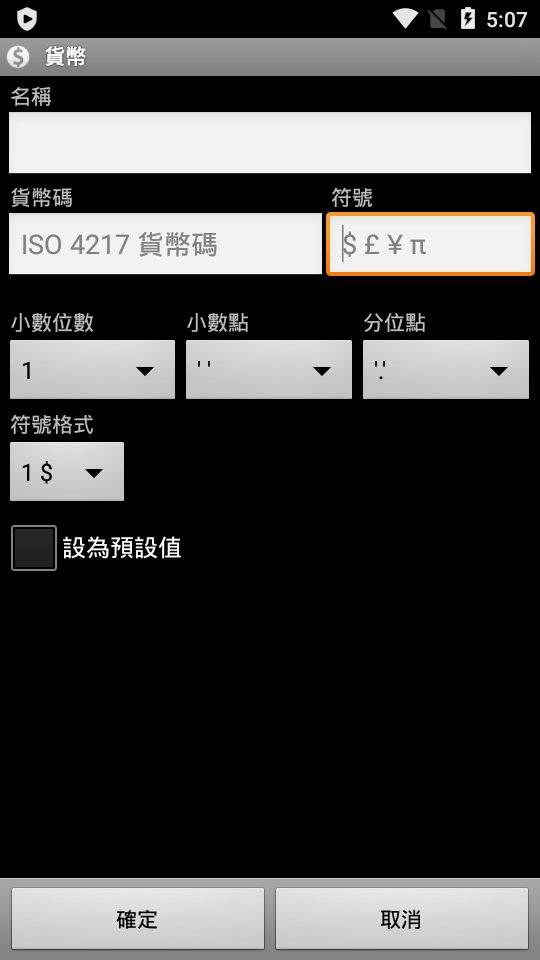 5:07
貨幣
名稱
貨幣碼 符號
ISO 4217 貨幣碼 $ £ ¥ π
小數位數 小數點 分位點
1 ' ' '.'
符號格式
1 $
設為預設值
確定 取消